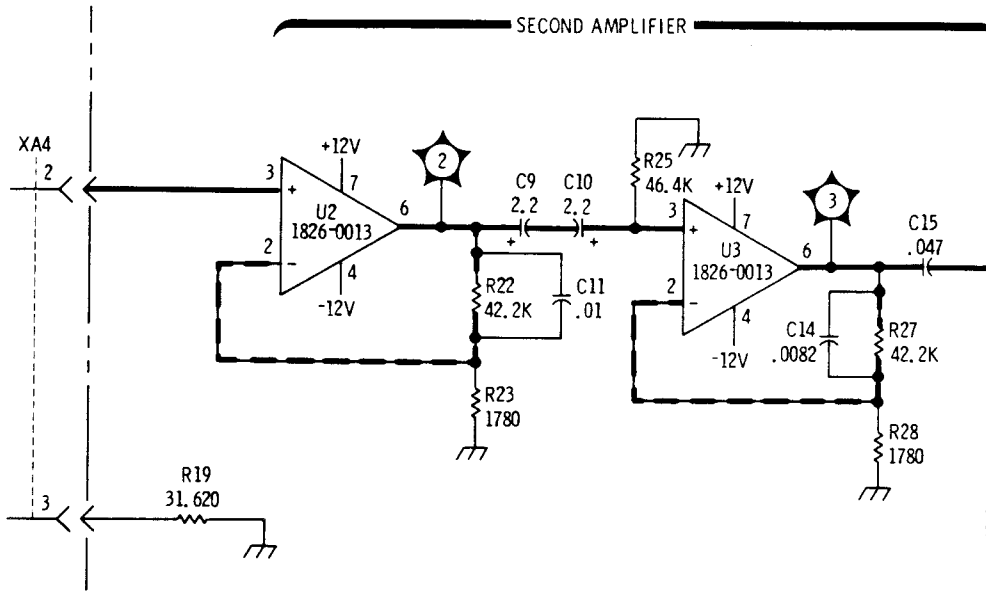 SECOND AMPLIFIER
XA4
2
3
+
U2
1826-0013
2
-
+12V
7
6
4
-12V
2
C9
2.2
+
C10
2.2
+
R22
42.2K
C11
.01
R23
1780
R25
46.4K
3
+
U3
1826-0013
2
-
+12V
7
6
4
-12V
3
C15
.047
C14
.0082
R27
42.2K
R28
1780
3
R19
31.620